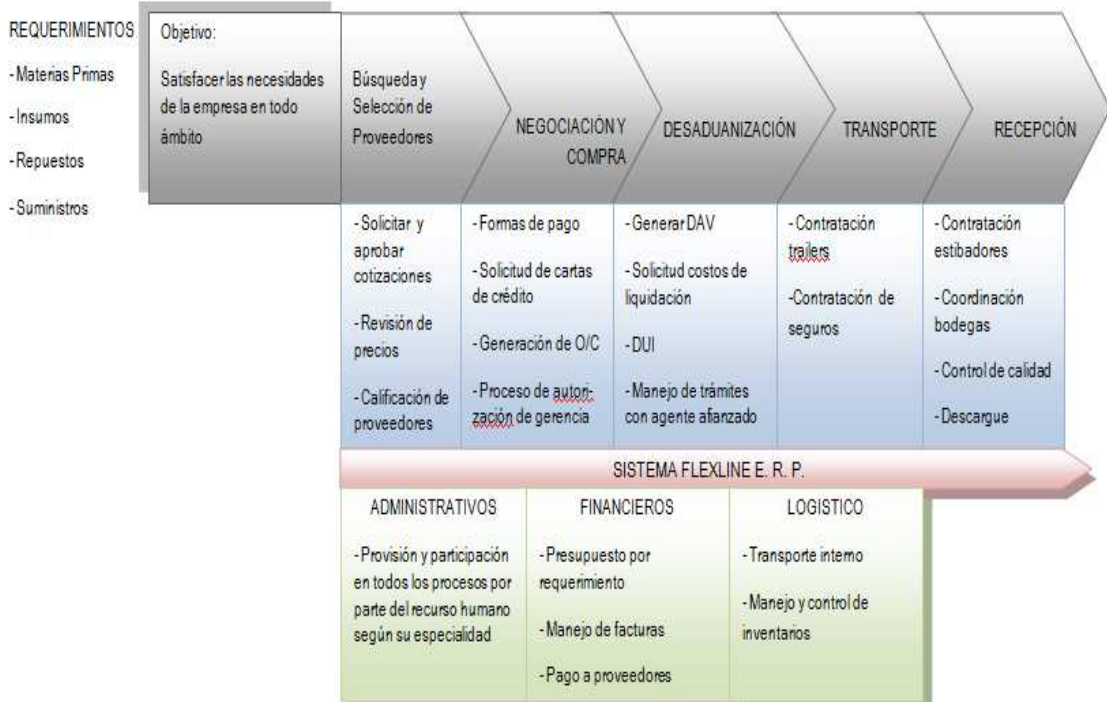 REQUERIMIENTOS
- Materias Primas
- Insumos
- Repuestos
- Suministros
Objetivo:
Satisfacer las necesidades
de la empresa en todo
ámbito
Búsqueda y
Selección de
Proveedores
NEGOCIACIÓN Y
COMPRA
DESADUANIZACIÓN
TRANSPORTE
RECEPCIÓN
- Solicitar y
aprobar
cotizaciones
- Revisión de
precios
- Calificación de
proveedores
- Formas de pago
- Solicitud de cartas
de crédito
- Generación de O/C
- Proceso de autori-
zación de gerencia
- Generar DAV
- Solicitud costos de
liquidación
- DUI
- Manejo de trámites
con agente afianzado
- Contratación
trailers
-Contratación de
seguros
- Contratación
estibadores
- Coordinación
bodegas
- Control de calidad
- Descargue
SISTEMA FLEXLINE E. R. P.
ADMINISTRATIVOS
- Provisión y participación
en todos los procesos por
parte del recurso humano
según su especialidad
FINANCIEROS
- Presupuesto por
requerimiento
- Manejo de facturas
- Pago a proveedores
LOGISTICO
- Transporte interno
- Manejo y control de
inventarios